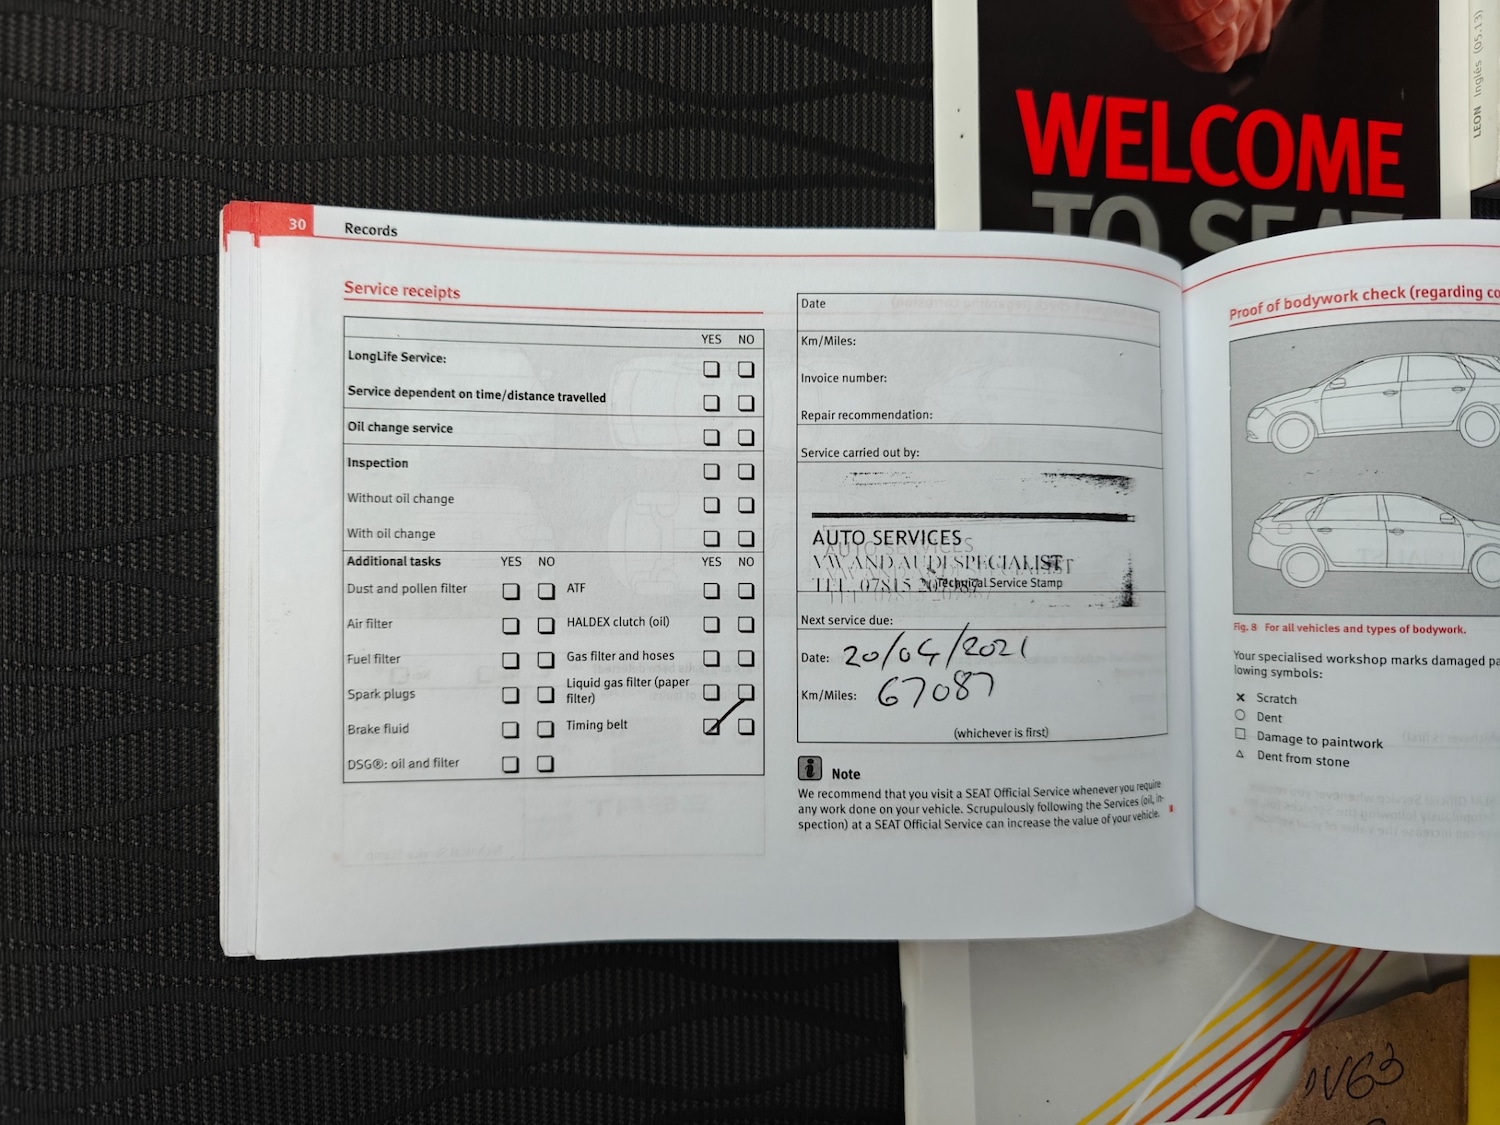 WELCOME
TO SEAT
LEON Inglés (05.13)
30
Records
Service receipts
YES NO
LongLife Service:
Service dependent on time/distance travelled
Oil change service
Inspection
Without oil change
With oil change
Additional tasks YES NO YES NO
Dust and pollen filter ATF
Air filter HALDEX clutch (oil)
Fuel filter Gas filter and hoses
Spark plugs Liquid gas filter (paper
filter)
Brake fluid Timing belt
DSG®: oil and filter
Date
Km/Miles:
Invoice number:
Repair recommendation:
Service carried out by:
AUTO SERVICES
VW AND AUDI SPECIALIST
TEL. 07815
Technical Service Stamp
Next service due:
Date: 20/04/2021
Km/Miles: 67087
(whichever is first)
Note
We recommend that you visit a SEAT Official Service whenever you require
any work done on your vehicle. Scrupulously following the Services (oil, in-
spection) at a SEAT Official Service can increase the value of your vehicle.
Proof of bodywork check (regarding co
Fig. 8 For all vehicles and types of bodywork.
Your specialised workshop marks damaged pa
lowing symbols:
Scratch
Dent
Damage to paintwork
Dent from stone